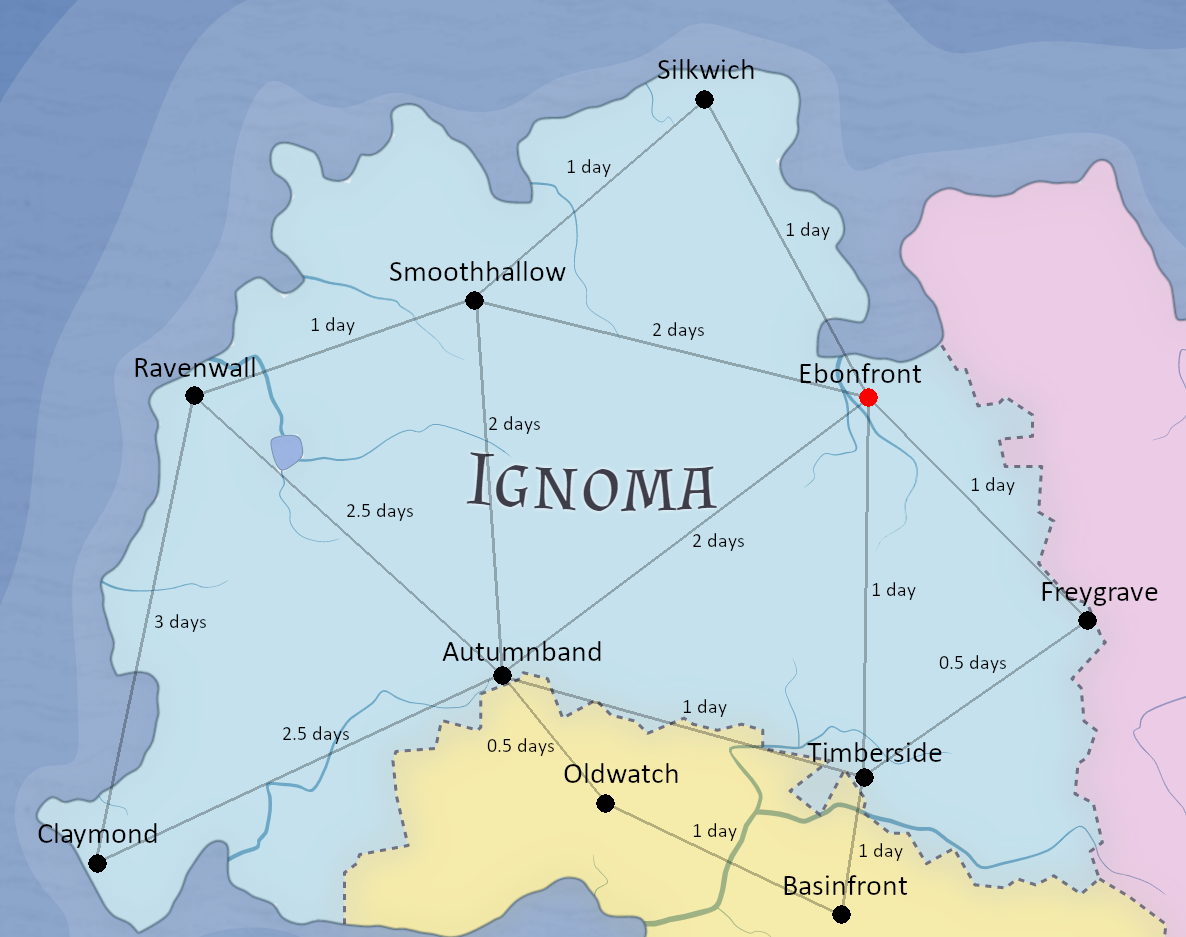 Silkwich
1 day
1 day
Smoothhallow
1 day
2 days
Ravenwall
Ebonfront
2 days
IGNOMA
1 day
2.5 days
2 days
1 day
Freygrave
3 days
Autumnband
0.5 days
1 day
2.5 days
0.5 days
Timberside
Oldwatch
Claymond
1 day
1 day
Basinfront